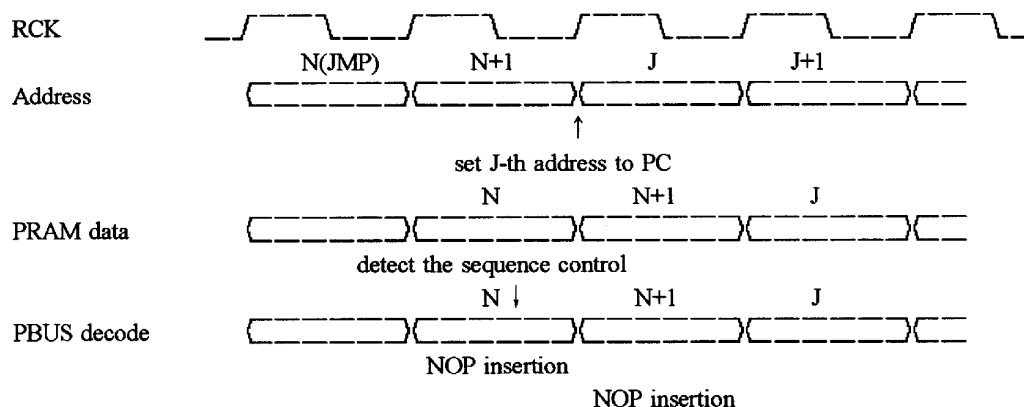 RCK
N(JMP) N+1 J J+1
Address
set J-th address to PC
N N+1 J
PRAM data
detect the sequence control
N N+1 J
PBUS decode
NOP insertion
NOP insertion